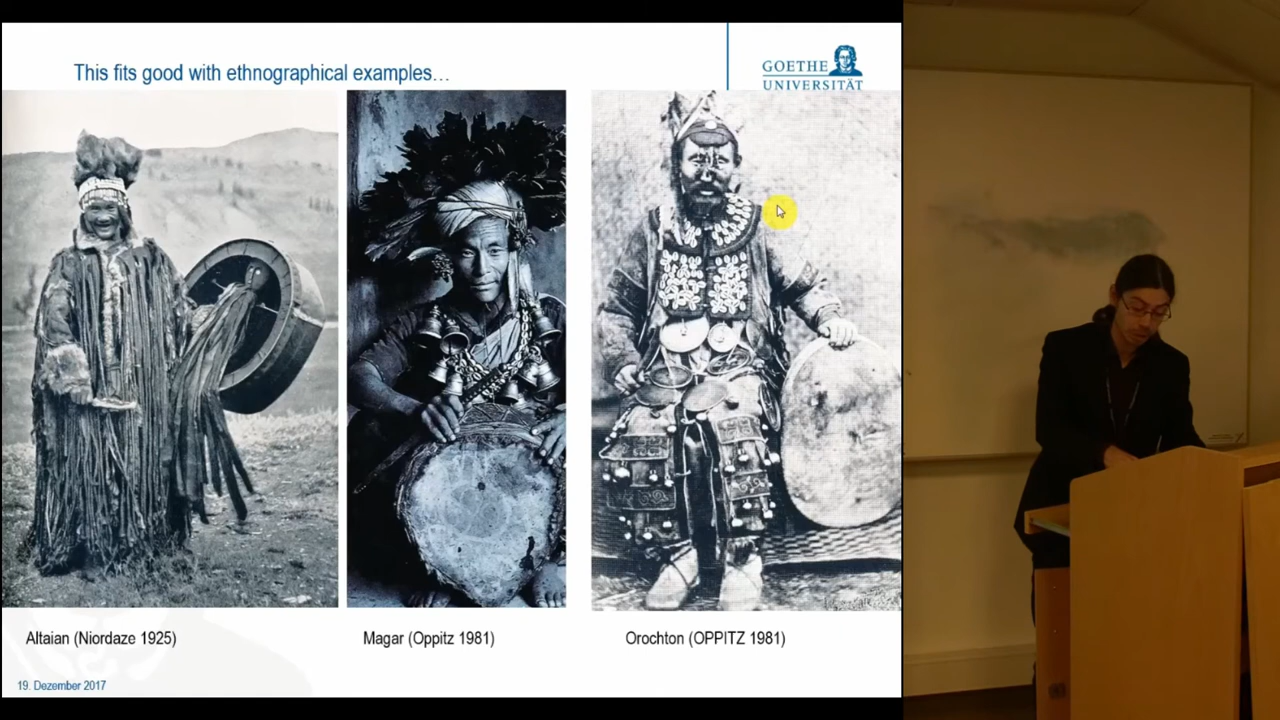 This fits good with ethnographical examples…
GOETHE
UNIVERSITÄT
Altaian (Niordaze 1925)
Magar (Oppitz 1981)
Orochton (OPPITZ 1981)
19. Dezember 2017